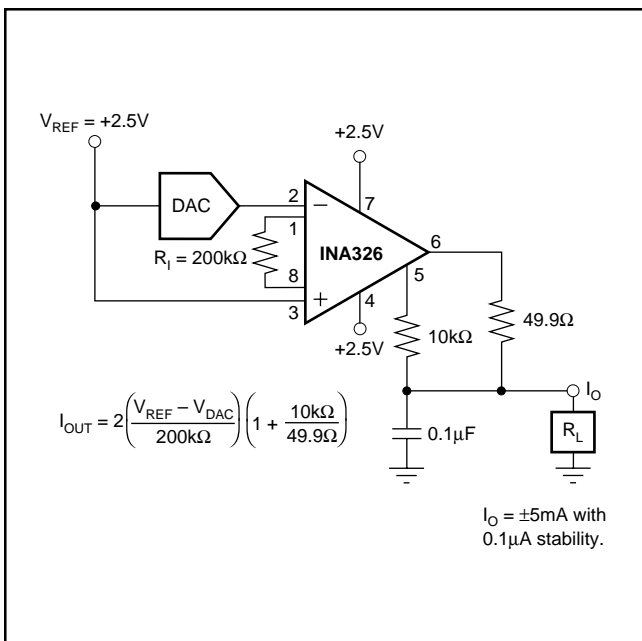 V_REF = +2.5V
+2.5V
DAC
2
−
7
1
R_I = 200kΩ
INA326
6
8
5
+
4
3
+2.5V
10kΩ
49.9Ω
I_OUT = 2 ( (V_REF − V_DAC) / 200kΩ ) ( 1 + 10kΩ / 49.9Ω )
0.1µF
I_O
R_L
I_O = ±5mA with
0.1µA stability.